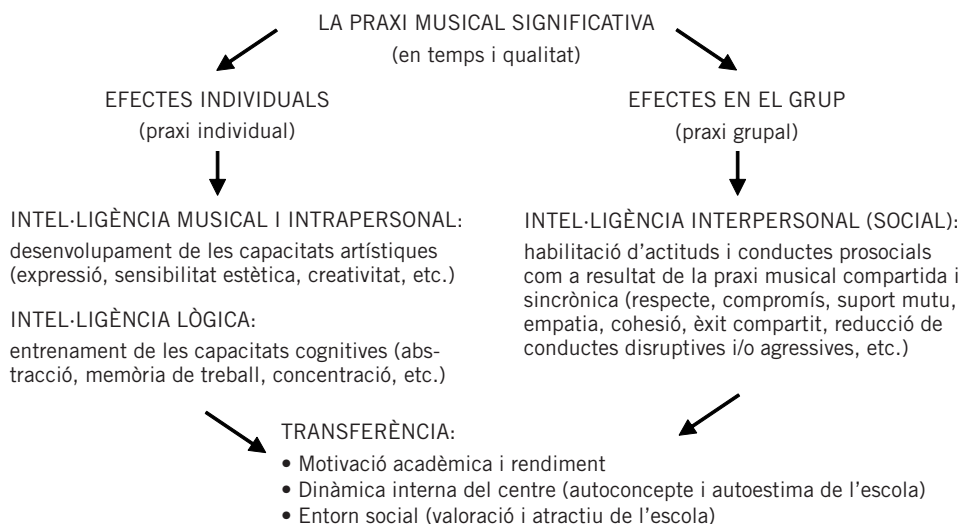 LA PRAXI MUSICAL SIGNIFICATIVA
(en temps i qualitat)
EFECTES INDIVIDUALS
(praxi individual)
EFECTES EN EL GRUP
(praxi grupal)
INTEL·LIGÈNCIA MUSICAL I INTRAPERSONAL:
desenvolupament de les capacitats artístiques
(expressió, sensibilitat estètica, creativitat, etc.)
INTEL·LIGÈNCIA LÒGICA:
entrenament de les capacitats cognitives (abs-
tracció, memòria de treball, concentració, etc.)
INTEL·LIGÈNCIA INTERPERSONAL (SOCIAL):
habilitació d’actituds i conductes prosocials
com a resultat de la praxi musical compartida i
sincrònica (respecte, compromís, suport mutu,
empatia, cohesió, èxit compartit, reducció de
conductes disruptives i/o agressives, etc.)
TRANSFERÈNCIA:
• Motivació acadèmica i rendiment
• Dinàmica interna del centre (autoconcepte i autoestima de l’escola)
• Entorn social (valoració i atractiu de l’escola)